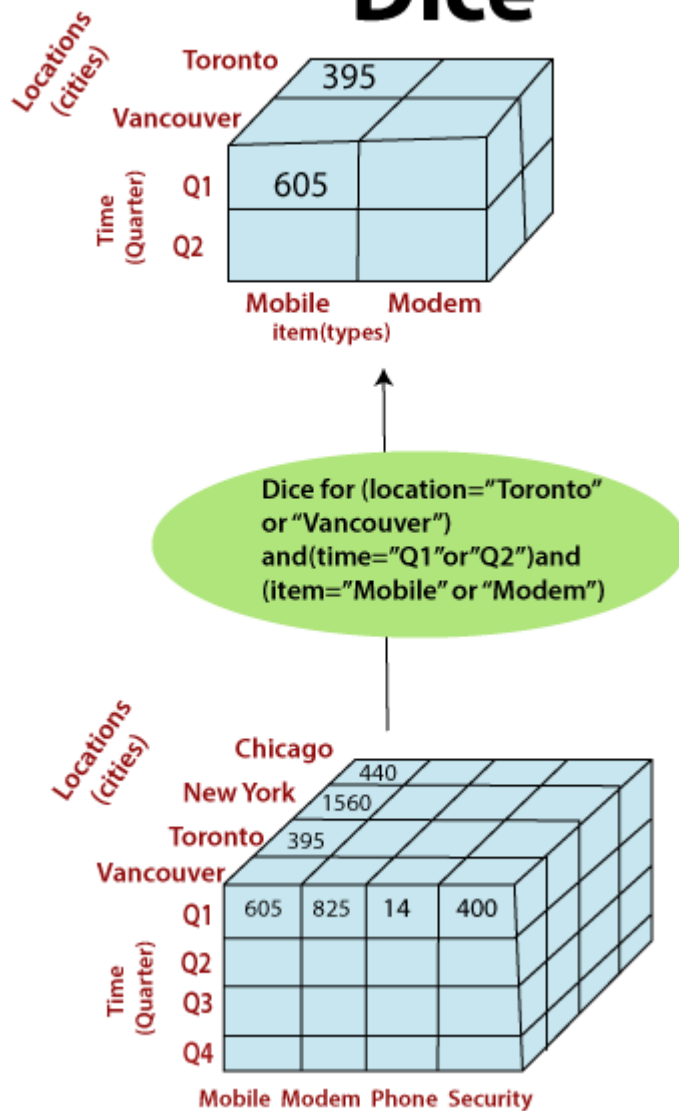 Dice
Locations
(cities)
Toronto
395
Vancouver
Time
(Quarter)
Q1
605
Q2
Mobile Modem
item(types)
Dice for (location="Toronto"
or “Vancouver”)
and(time="Q1"or"Q2")and
(item="Mobile" or “Modem”)
Locations
(cities)
Chicago
440
New York
1560
Toronto
395
Vancouver
Time
(Quarter)
Q1
605 825 14 400
Q2
Q3
Q4
Mobile Modem Phone Security